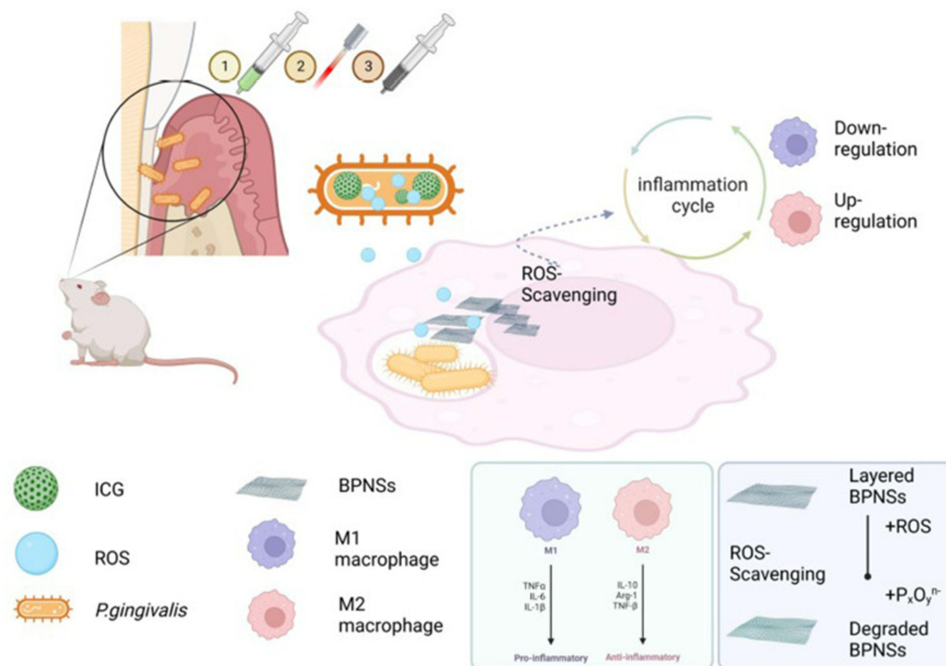 1
2
3
Down-
regulation
inflammation
cycle
Up-
regulation
ROS-
Scavenging
ICG
ROS
P.gingivalis
BPNSs
M1
macrophage
M2
macrophage
M1
M2
TNFα
IL-6
IL-1β
IL-10
Arg-1
TNF-β
Pro-inflammatory
Anti-inflammatory
Layered
BPNSs
+ROS
ROS-
Scavenging
+PₓOᵧⁿ⁻
Degraded
BPNSs